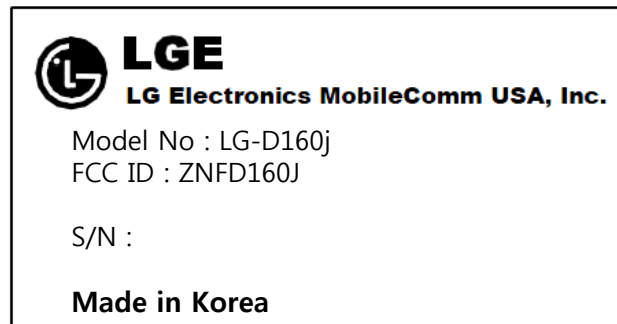 LGE
LG Electronics MobileComm USA, Inc.
Model No : LG-D160j
FCC ID : ZNFD160J
S/N :
Made in Korea